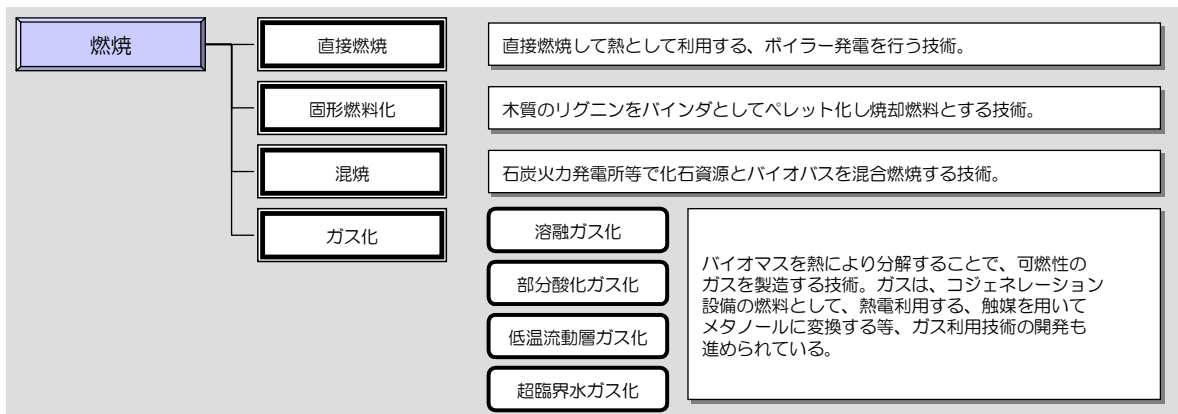 燃焼
直接燃焼
直接燃焼して熱として利用する、ボイラー発電を行う技術。
固形燃料化
木質のリグニンをバインダとしてペレット化し焼却燃料とする技術。
混焼
石炭火力発電所等で化石資源とバイオバスを混合燃焼する技術。
ガス化
溶融ガス化
部分酸化ガス化
低温流動層ガス化
超臨界水ガス化
バイオマスを熱により分解することで、可燃性の
ガスを製造する技術。ガスは、コジェネレーション
設備の燃料として、熱電利用する、触媒を用いて
メタノールに変換する等、ガス利用技術の開発も
進められている。